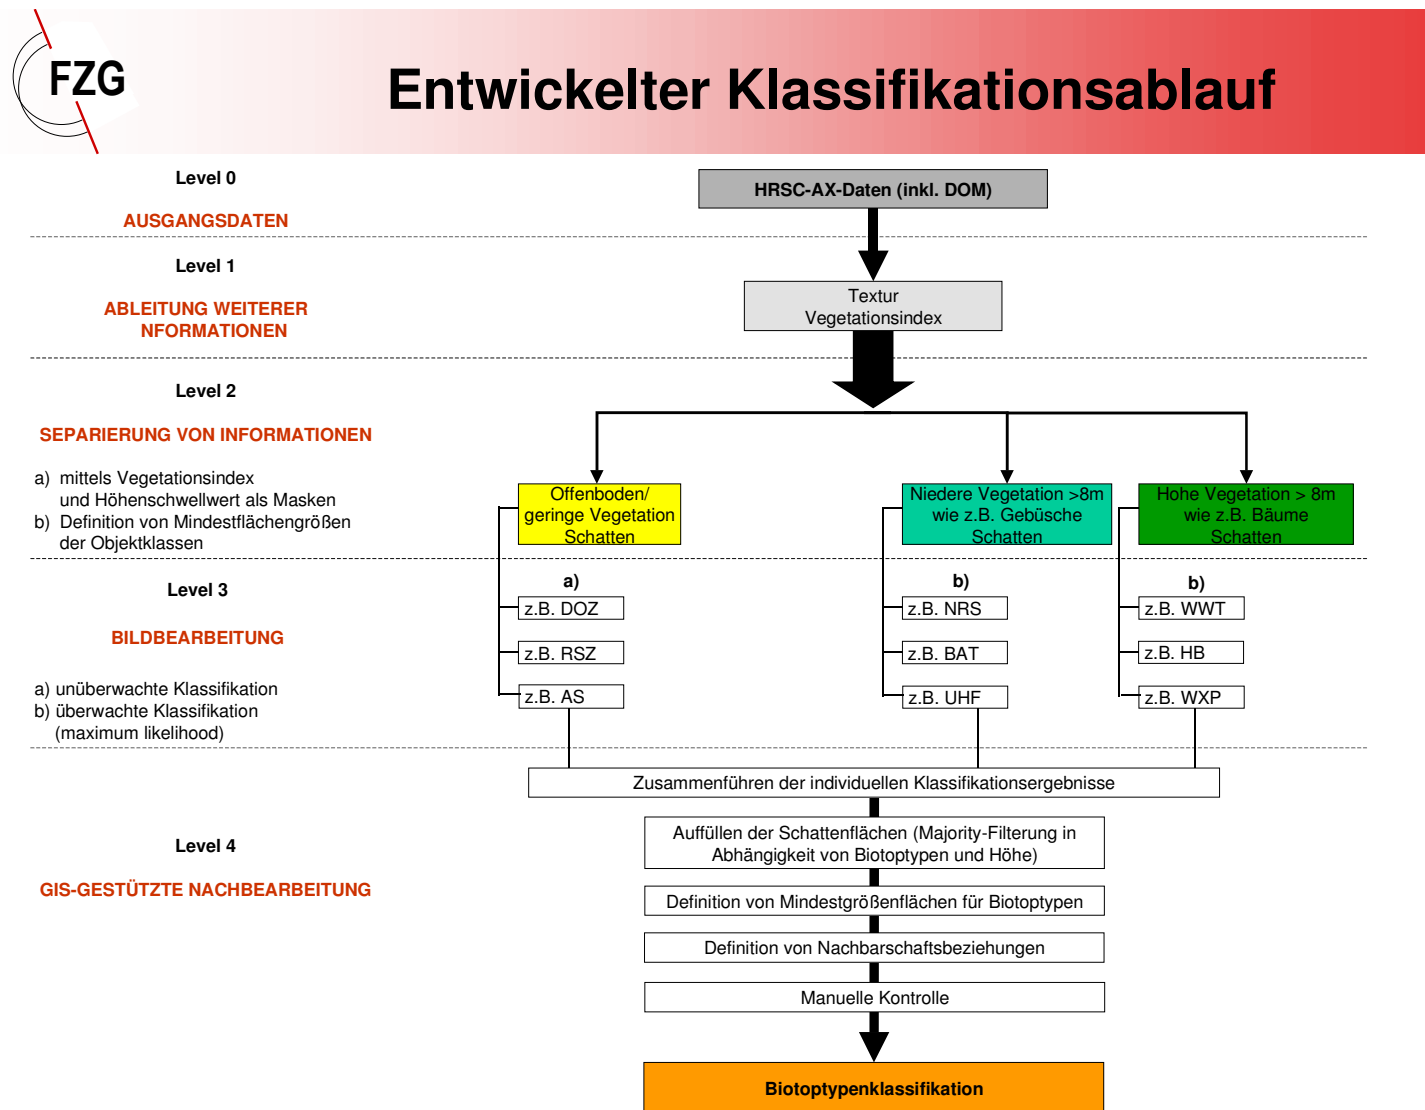 FZG
Entwickelter Klassifikationsablauf
Level 0
AUSGANGSDATEN
HRSC-AX-Daten (inkl. DOM)
Level 1
ABLEITUNG WEITERER
NFORMATIONEN
Textur
Vegetationsindex
Level 2
SEPARIERUNG VON INFORMATIONEN
a) mittels Vegetationsindex
und Höhenschwellwert als Masken
b) Definition von Mindestflächengrößen
der Objektklassen
Offenboden/
geringe Vegetation
Schatten
Niedere Vegetation >8m
wie z.B. Gebüsche
Schatten
Hohe Vegetation > 8m
wie z.B. Bäume
Schatten
Level 3
BILDBEARBEITUNG
a) unüberwachte Klassifikation
b) überwachte Klassifikation
(maximum likelihood)
a)
z.B. DOZ
z.B. RSZ
z.B. AS
b)
z.B. NRS
z.B. BAT
z.B. UHF
b)
z.B. WWT
z.B. HB
z.B. WXP
Level 4
GIS-GESTÜTZTE NACHBEARBEITUNG
Zusammenführen der individuellen Klassifikationsergebnisse
Auffüllen der Schattenflächen (Majority-Filterung in
Abhängigkeit von Biotoptypen und Höhe)
Definition von Mindestgrößenflächen für Biotoptypen
Definition von Nachbarschaftsbeziehungen
Manuelle Kontrolle
Biotoptypenklassifikation